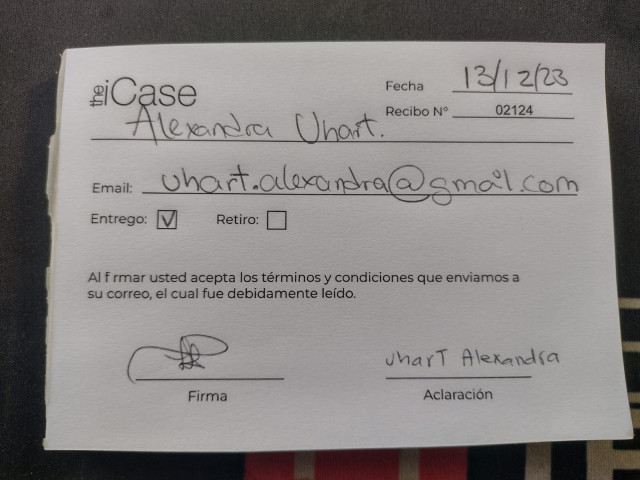 the iCase
Fecha 13/12/23
Recibo N° 02124
Alexandra Uhart.
Email: uhart.alexandra@gmail.com
Entrego: Retiro:
Al f rmar usted acepta los términos y condiciones que enviamos a
su correo, el cual fue debidamente leído.
uharT Alexandra
Firma Aclaración